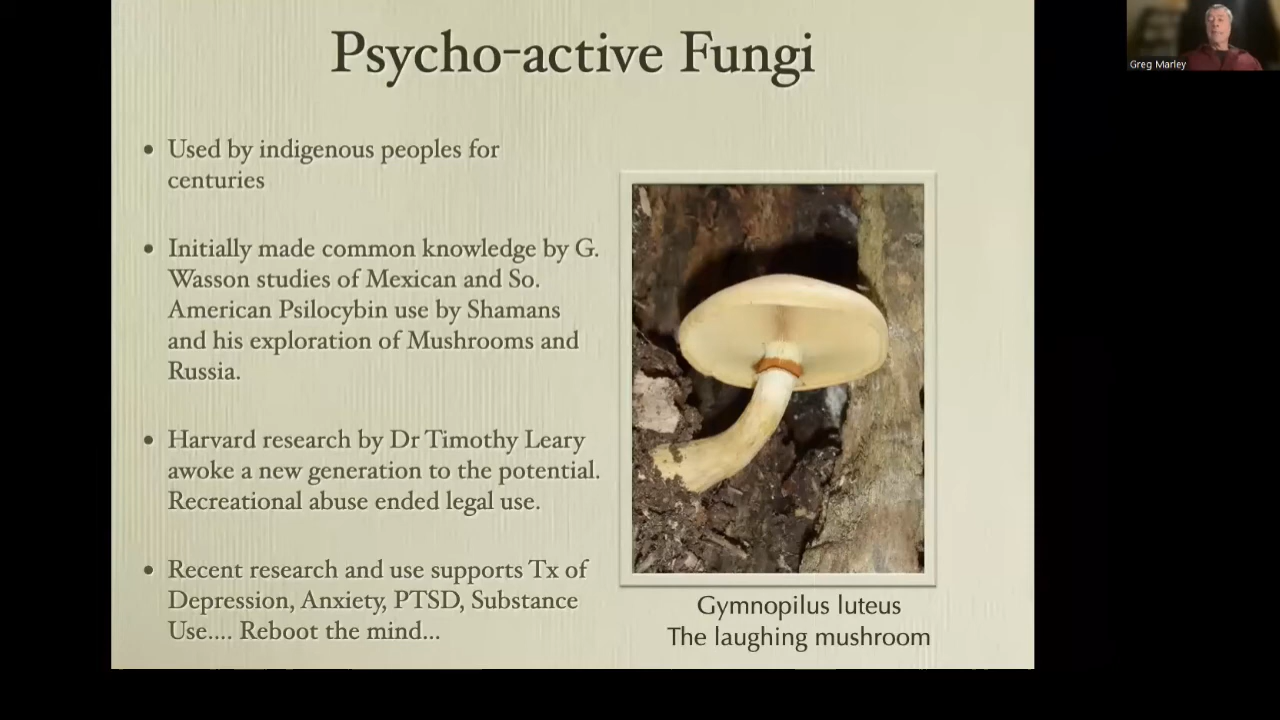 Psycho-active Fungi
Greg Marley
• Used by indigenous peoples for
centuries
• Initially made common knowledge by G.
Wasson studies of Mexican and So.
American Psilocybin use by Shamans
and his exploration of Mushrooms and
Russia.
• Harvard research by Dr Timothy Leary
awoke a new generation to the potential.
Recreational abuse ended legal use.
• Recent research and use supports Tx of
Depression, Anxiety, PTSD, Substance
Use.... Reboot the mind...
Gymnopilus luteus
The laughing mushroom